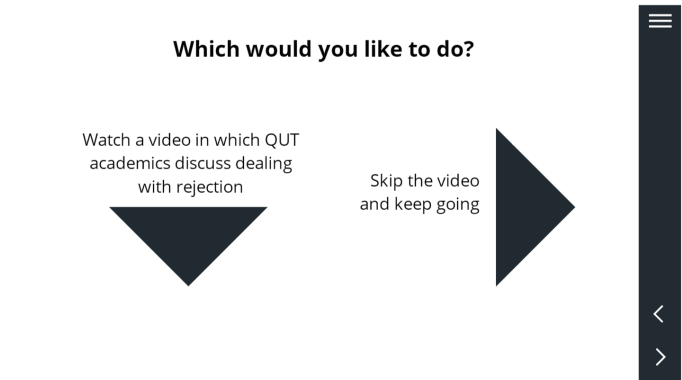 Which would you like to do?
Watch a video in which QUT
academics discuss dealing
with rejection
Skip the video
and keep going